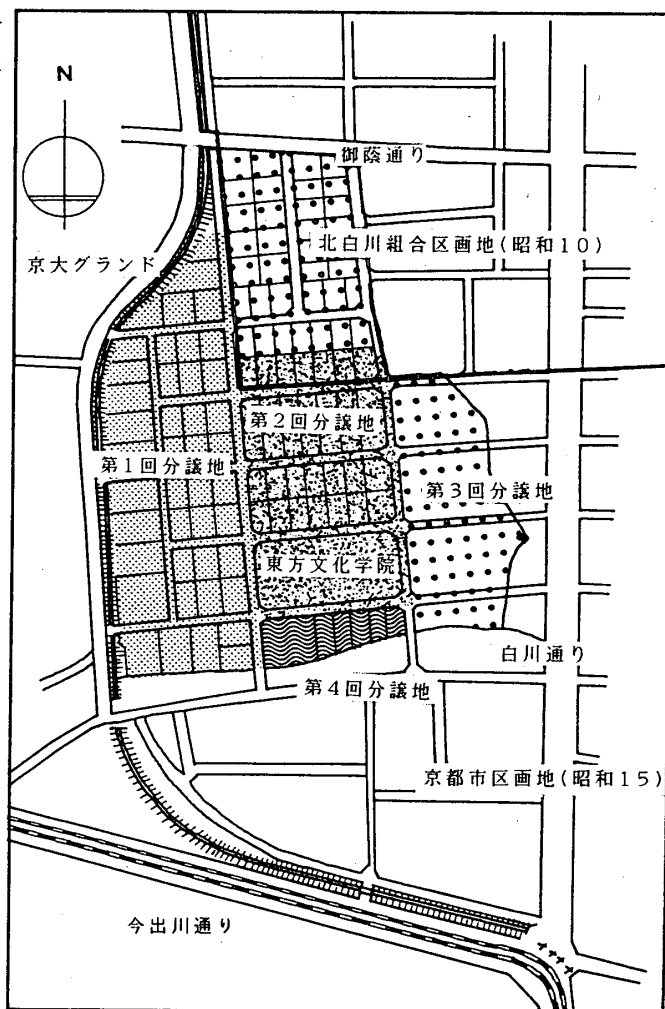 N
御蔭通り
北白川組合区画地(昭和10)
京大グランド
第2回分譲地
第1回分譲地
第3回分譲地
東方文化学院
白川通り
第4回分譲地
京都市区画地(昭和15)
今出川通り